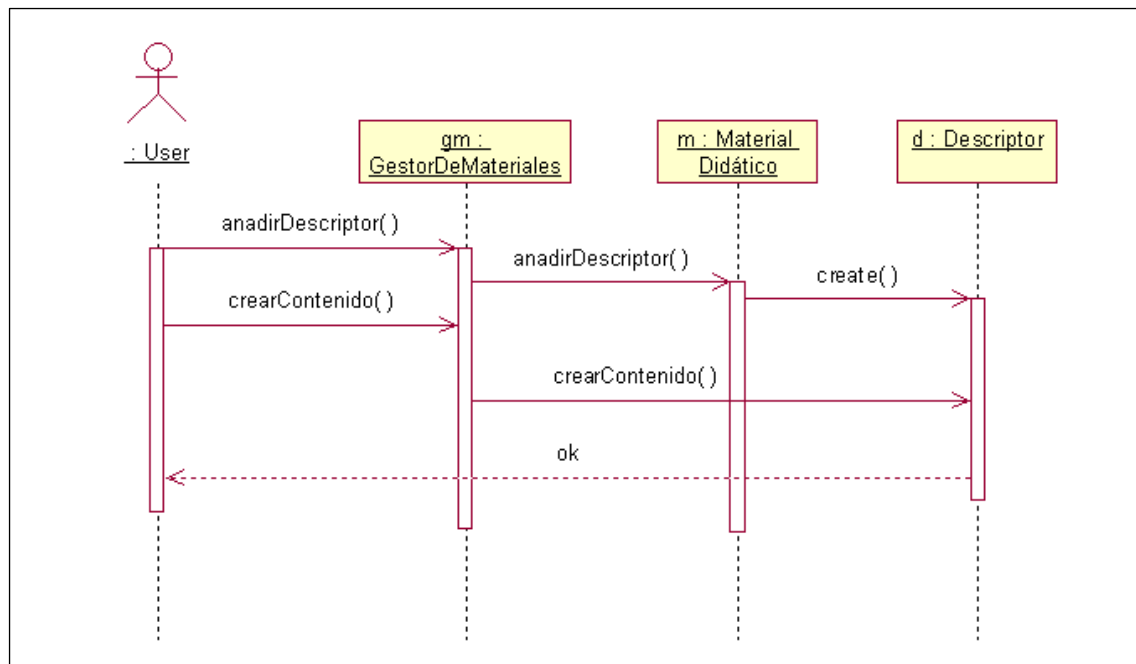 : User
gm :
GestorDeMateriales
m : Material
Didático
d : Descriptor
anadirDescriptor( )
anadirDescriptor( )
create( )
crearContenido( )
crearContenido( )
ok